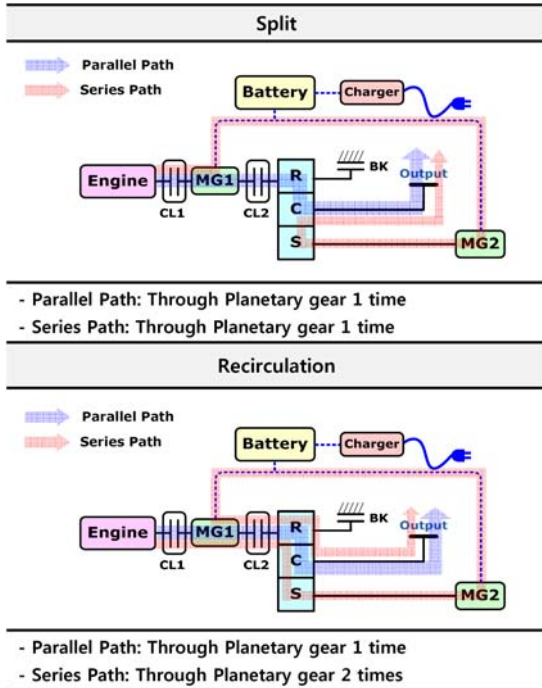 Split
Parallel Path
Series Path
Battery
Charger
Engine
CL1
MG1
CL2
R
C
S
BK
Output
MG2
- Parallel Path: Through Planetary gear 1 time
- Series Path: Through Planetary gear 1 time
Recirculation
Parallel Path
Series Path
Battery
Charger
Engine
CL1
MG1
CL2
R
C
S
BK
Output
MG2
- Parallel Path: Through Planetary gear 1 time
- Series Path: Through Planetary gear 2 times